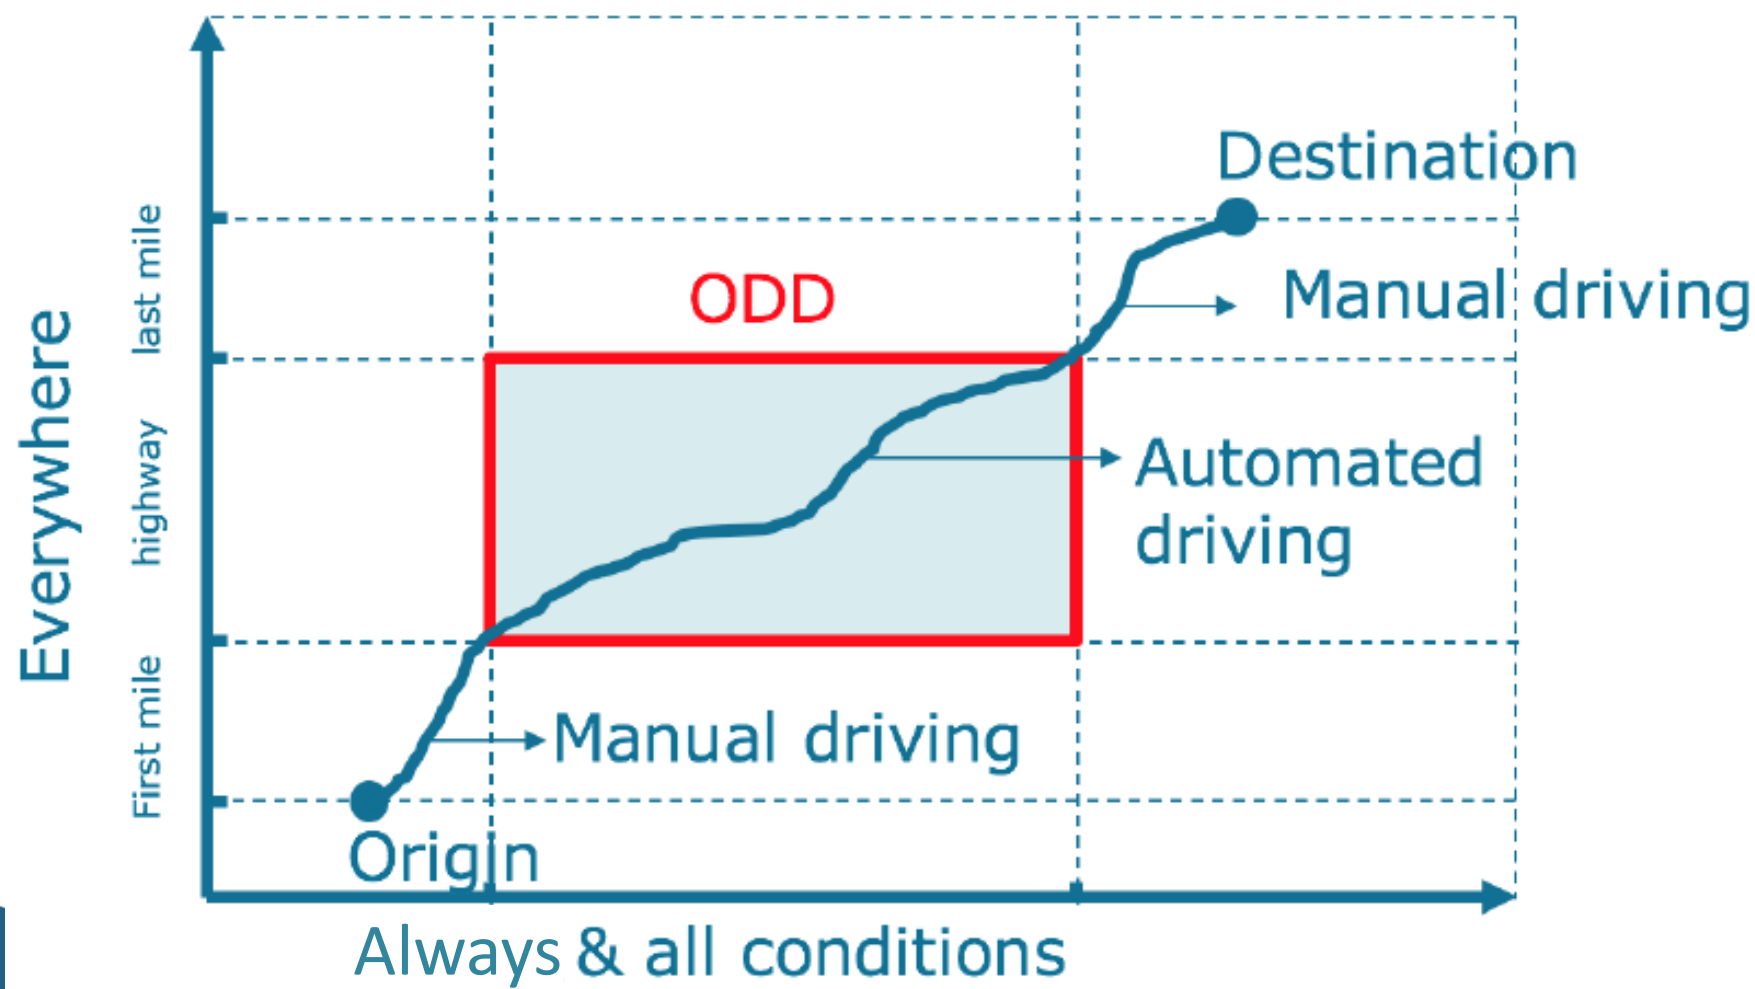 Destination
Manual driving
ODD
Automated
driving
Manual driving
Origin
Everywhere
last mile
highway
First mile
Always & all conditions